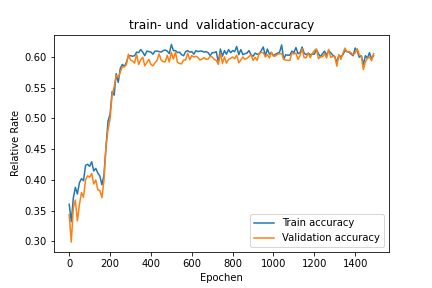 train- und  validation-accuracy
Relative Rate
0.60
0.55
0.50
0.45
0.40
0.35
0.30
Train accuracy
Validation accuracy
0 200 400 600 800 1000 1200 1400
Epochen